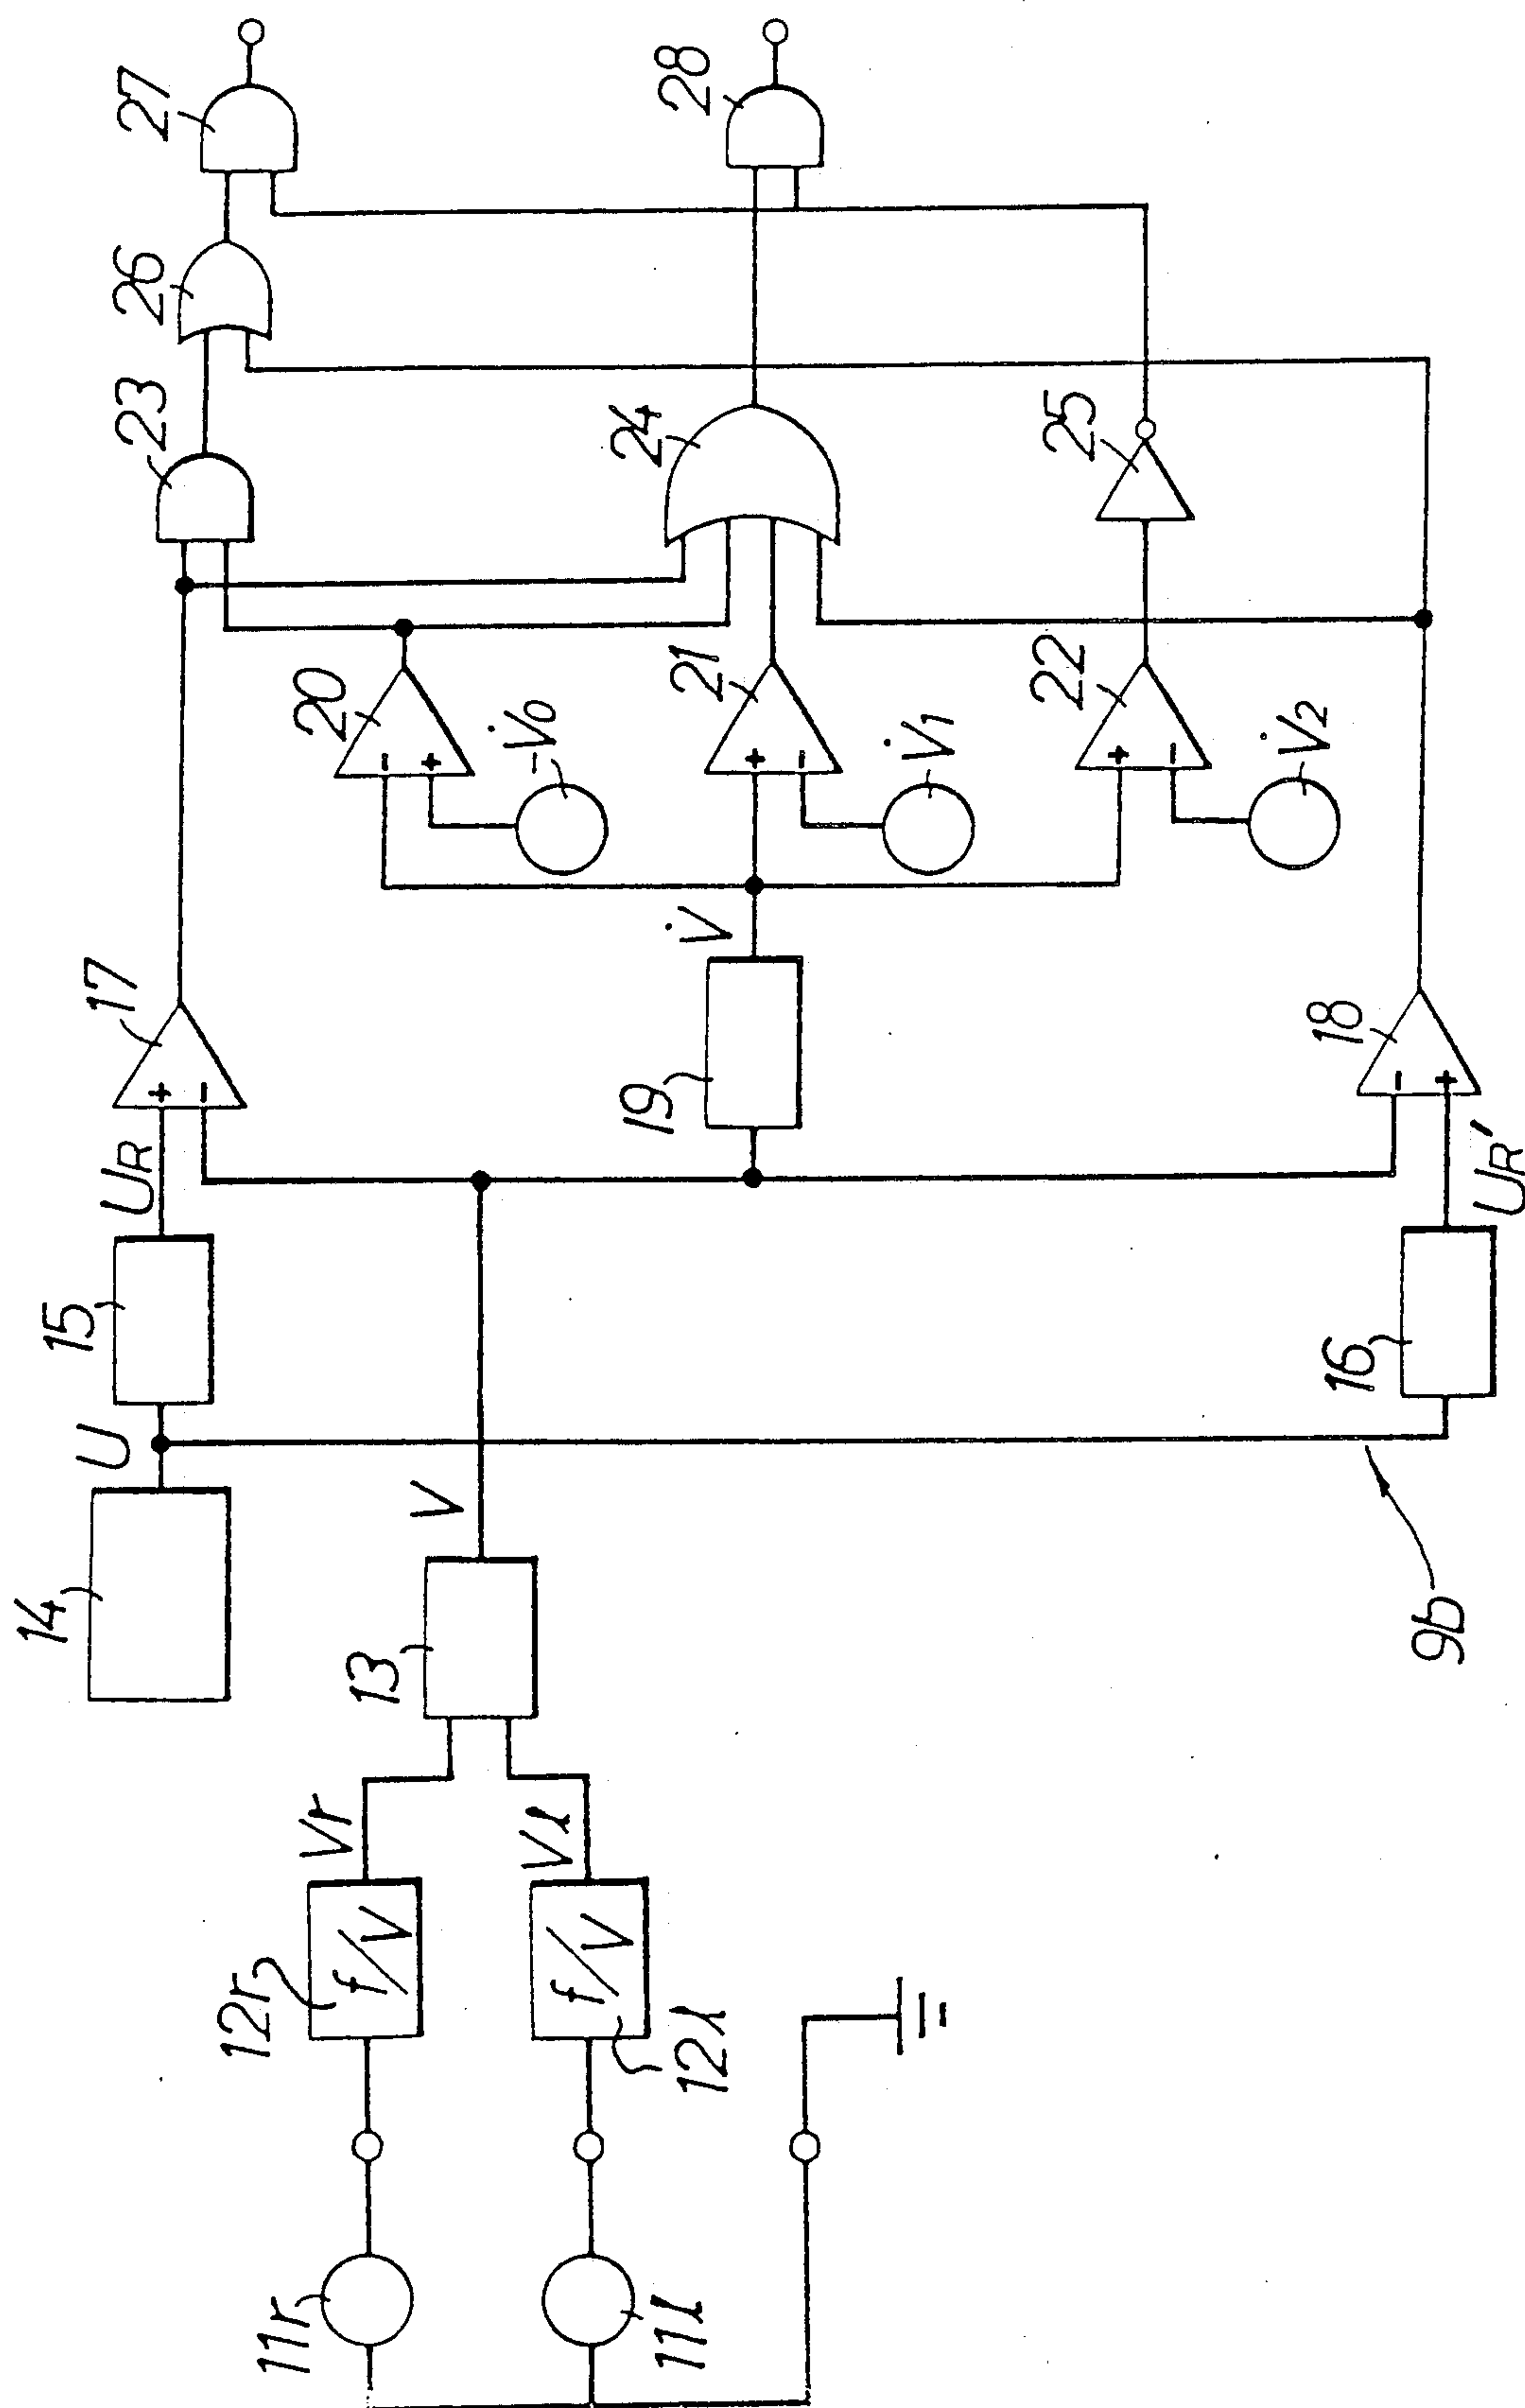 11r
11l
12r
f/V
12l
f/V
Vr
Vl
13
V
14
U
15
UR
16
UR'
9b
17
+
−
18
−
+
19
V̇
20
−
+
-V̇0
21
+
−
V̇1
22
+
−
V̇2
23
24
25
26
27
28